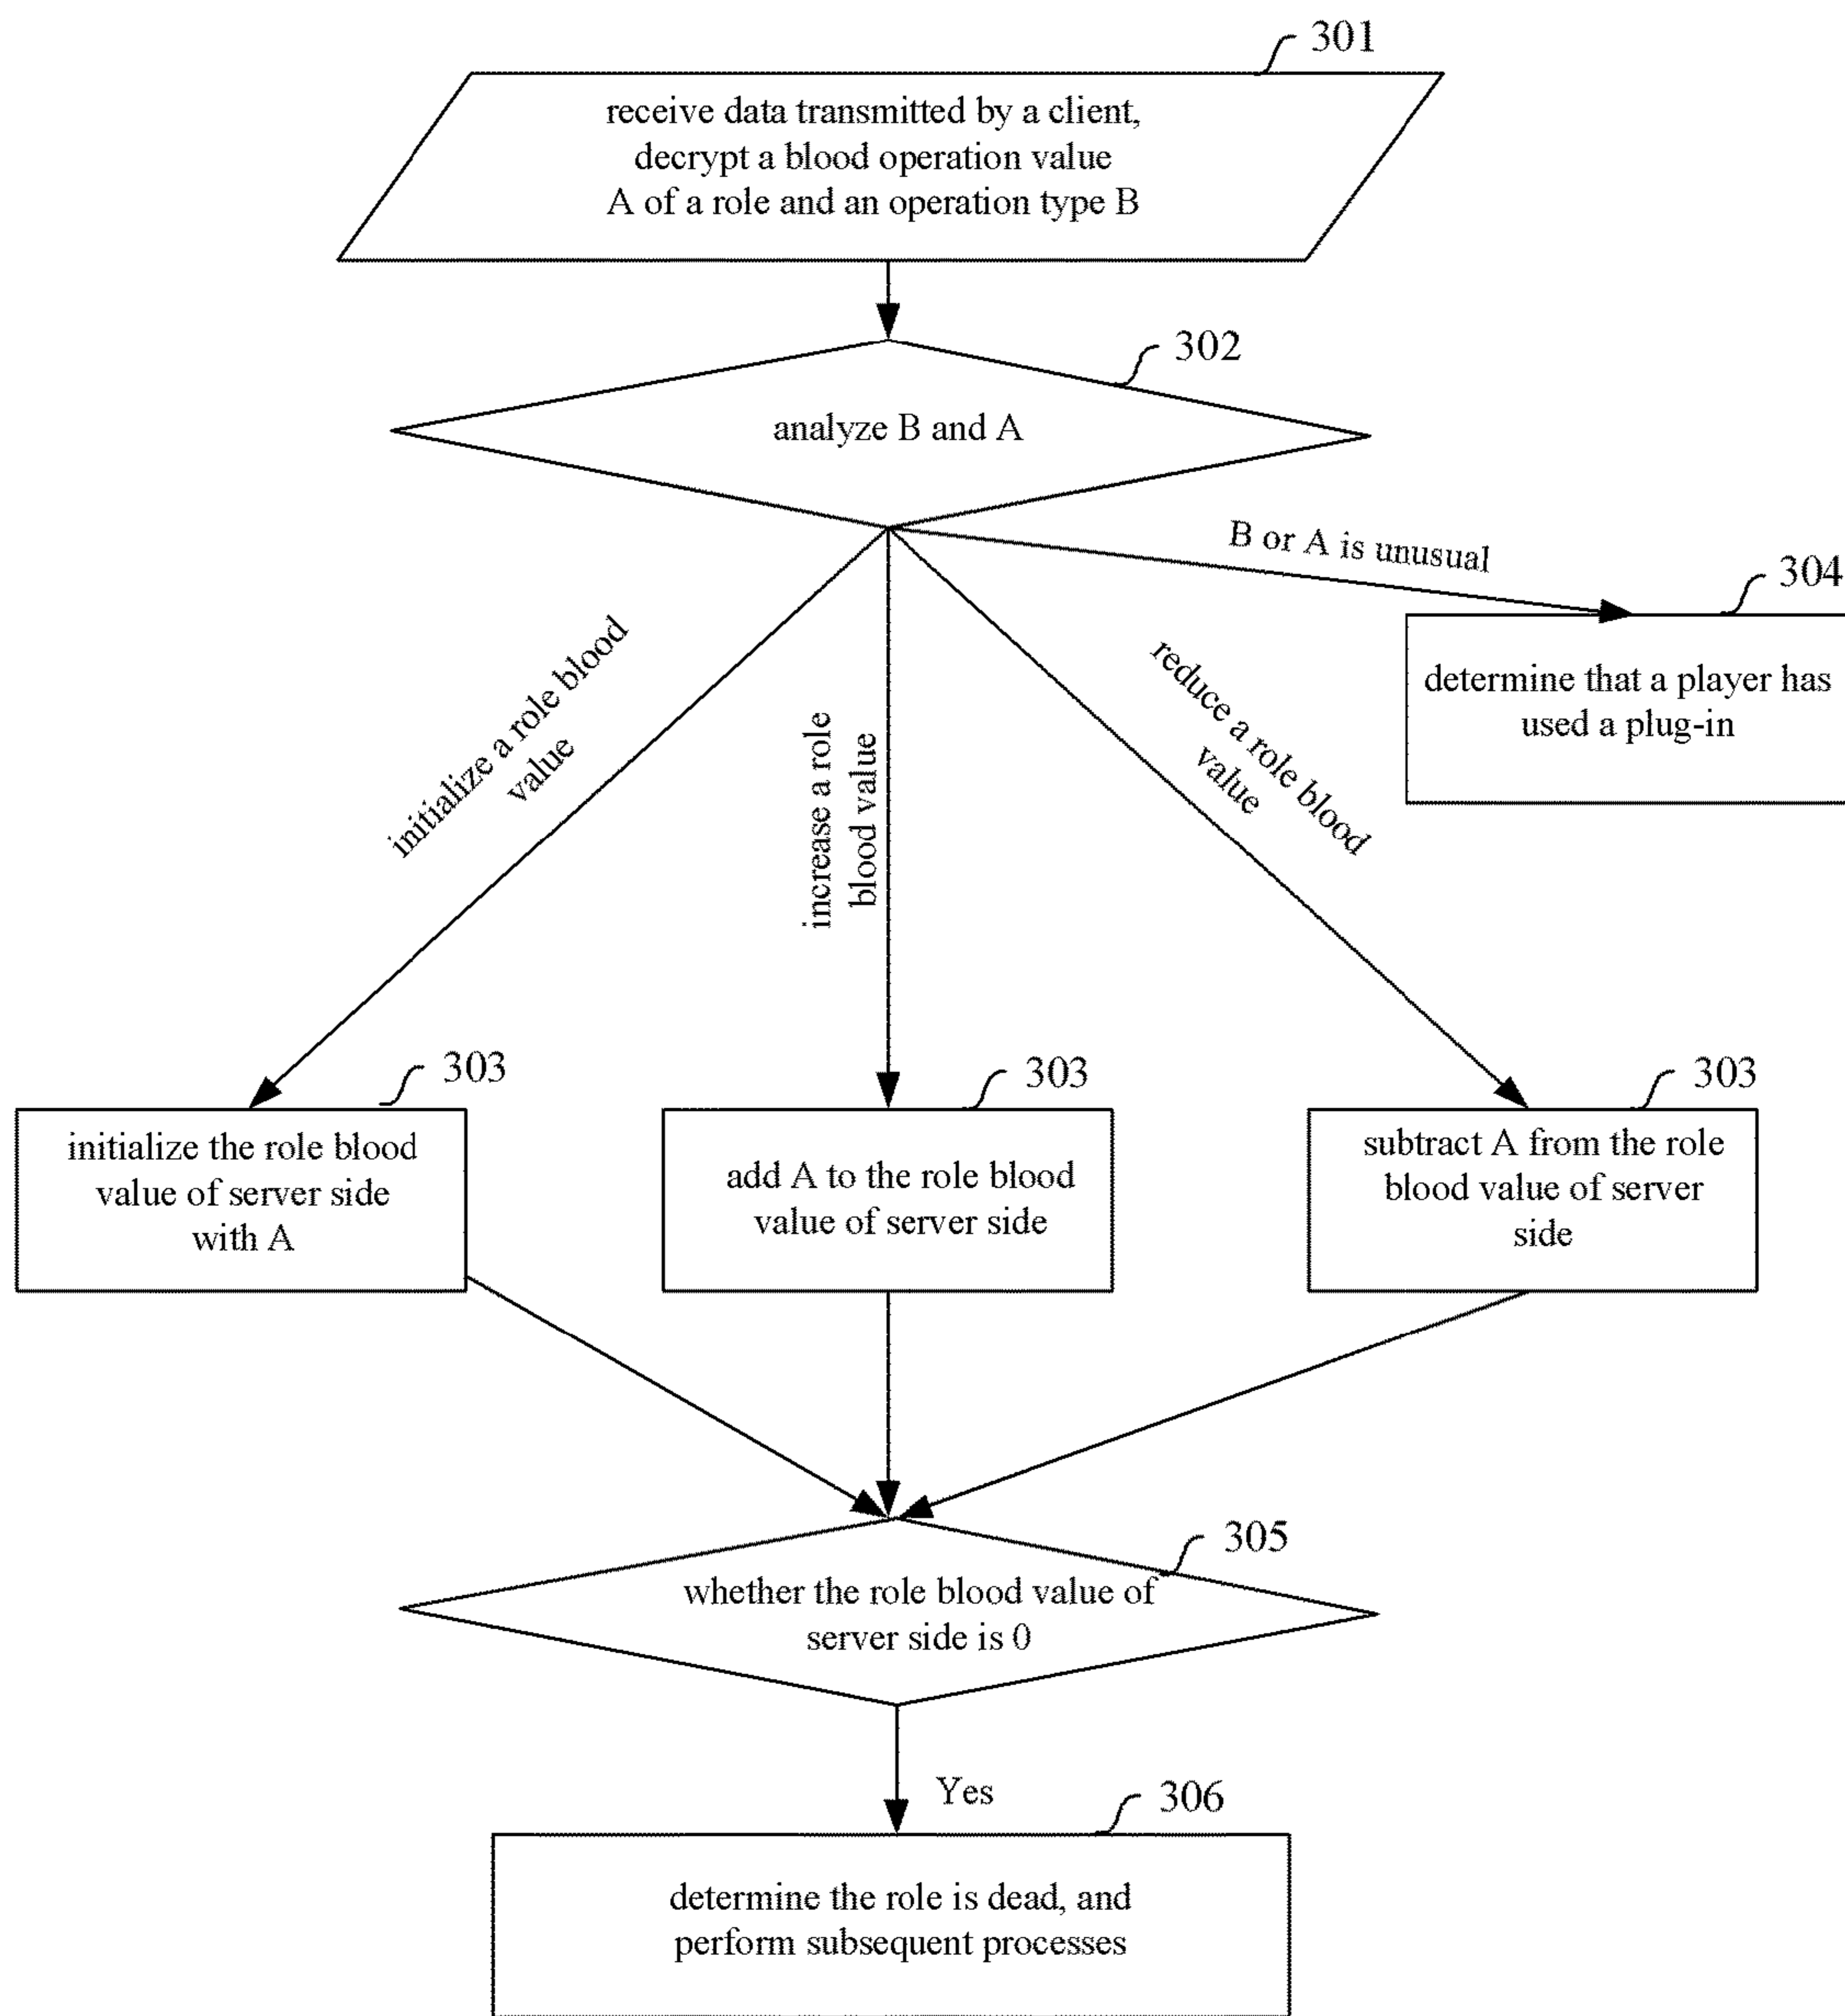 301
receive data transmitted by a client,
decrypt a blood operation value
A of a role and an operation type B
302
analyze B and A
B or A is unusual
304
determine that a player has
used a plug-in
initialize a role blood
value
increase a role
blood value
reduce a role blood
value
303
initialize the role blood
value of server side
with A
303
add A to the role blood
value of server side
303
subtract A from the role
blood value of server
side
305
whether the role blood value of
server side is 0
Yes
306
determine the role is dead, and
perform subsequent processes